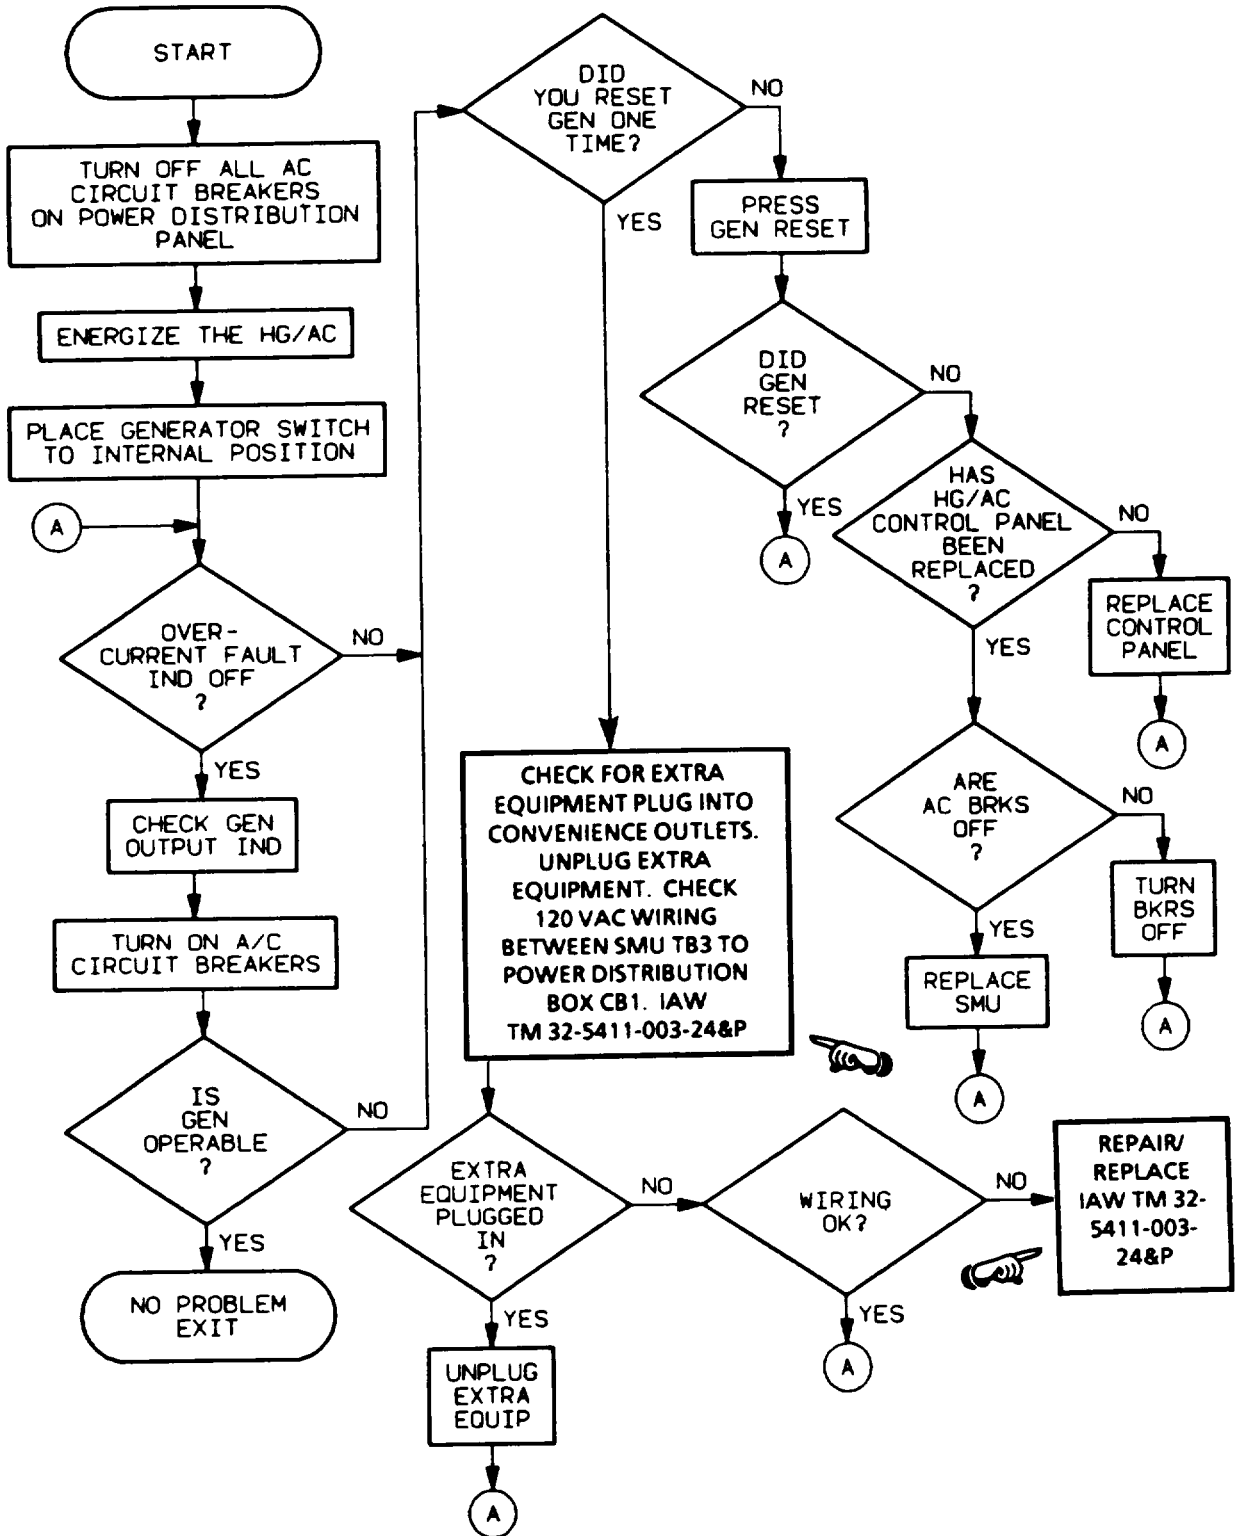 START
TURN OFF ALL AC
CIRCUIT BREAKERS
ON POWER DISTRIBUTION
PANEL
ENERGIZE THE HG/AC
PLACE GENERATOR SWITCH
TO INTERNAL POSITION
A
OVER-
CURRENT FAULT
IND OFF
?
NO
YES
CHECK GEN
OUTPUT IND
TURN ON A/C
CIRCUIT BREAKERS
IS
GEN
OPERABLE
?
NO
YES
NO PROBLEM
EXIT
DID
YOU RESET
GEN ONE
TIME?
NO
YES
PRESS
GEN RESET
DID
GEN
RESET
?
NO
YES
A
HAS
HG/AC
CONTROL PANEL
BEEN
REPLACED
?
NO
YES
REPLACE
CONTROL
PANEL
A
ARE
AC BRKS
OFF
?
NO
YES
TURN
BKRS
OFF
A
REPLACE
SMU
A
CHECK FOR EXTRA
EQUIPMENT PLUG INTO
CONVENIENCE OUTLETS.
UNPLUG EXTRA
EQUIPMENT. CHECK
120 VAC WIRING
BETWEEN SMU TB3 TO
POWER DISTRIBUTION
BOX CB1. IAW
TM 32-5411-003-24&P
EXTRA
EQUIPMENT
PLUGGED
IN
?
NO
YES
UNPLUG
EXTRA
EQUIP
A
WIRING
OK?
NO
YES
A
REPAIR/
REPLACE
IAW TM 32-
5411-003-
24&P